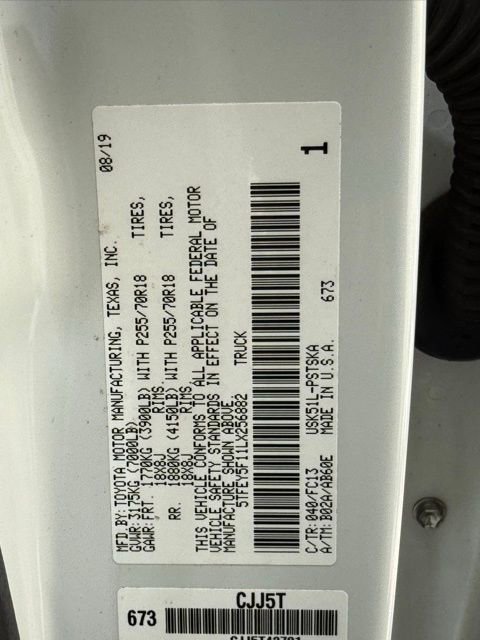 MFD.BY:TOYOTA MOTOR MANUFACTURING, TEXAS, INC. 08/19
GVWR:3175KG (7000LB)
GAWR:FRT. 1770KG (3900LB) WITH P255/70R18 TIRES,
18X8J RIMS
RR. 1880KG (4150LB) WITH P255/70R18 TIRES,
18X8J RIMS
THIS VEHICLE CONFORMS TO ALL APPLICABLE FEDERAL MOTOR
VEHICLE SAFETY STANDARDS IN EFFECT ON THE DATE OF
MANUFACTURE SHOWN ABOVE.
5TFEY5F11LX256882 TRUCK
C/TR:040/FC13 USK51L-PSTSKA 673 1
A/TM:B02A/AB60E MADE IN U.S.A.
673 CJJ5T